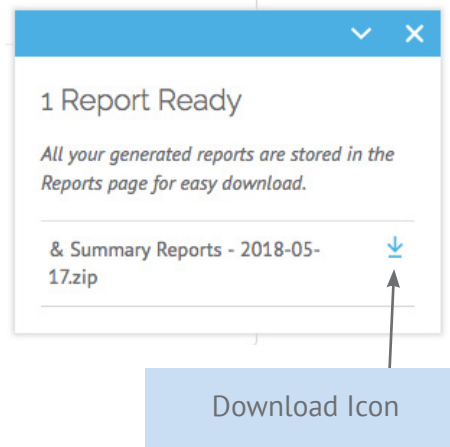 1 Report Ready
All your generated reports are stored in the
Reports page for easy download.
& Summary Reports - 2018-05-
17.zip
Download Icon